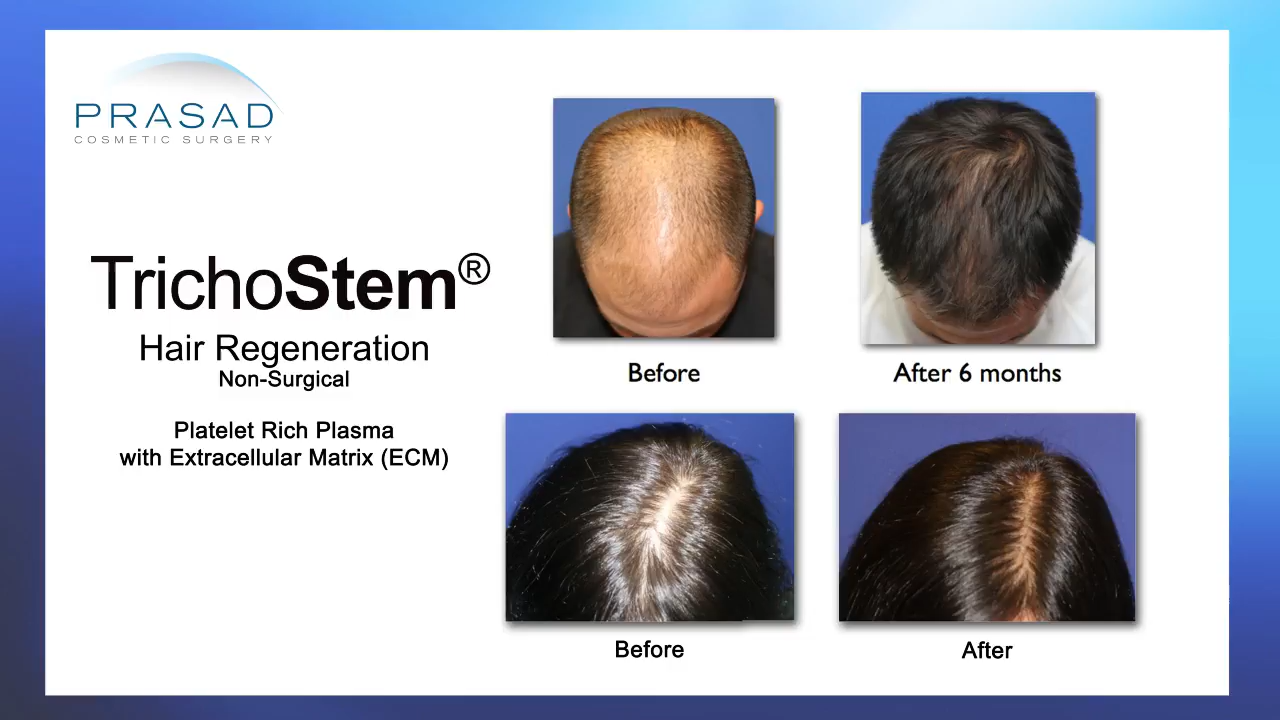 PRASAD
COSMETIC SURGERY
TrichoStem®
Hair Regeneration
Non-Surgical
Platelet Rich Plasma
with Extracellular Matrix (ECM)
Before
After 6 months
Before
After